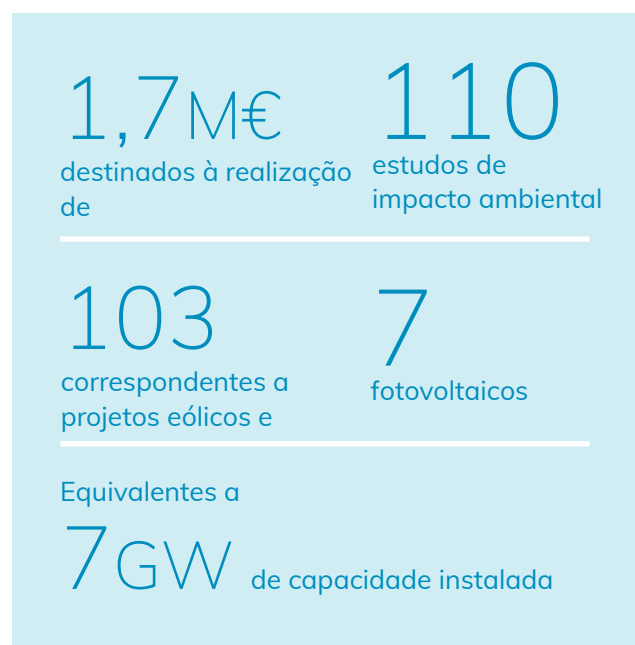 1,7M€
destinados à realização
de
110
estudos de
impacto ambiental
103
correspondentes a
projetos eólicos e
7
fotovoltaicos
Equivalentes a
7GW de capacidade instalada